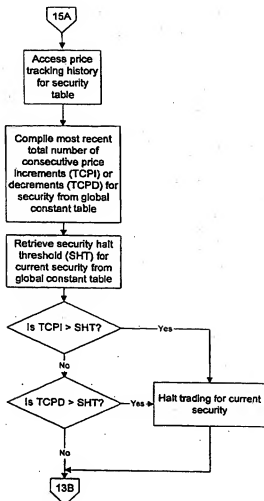 15A
Access price
tracking history
for security
table
Compile most recent
total number of
consecutive price
increments (TCPI) or
decrements (TCPD) for
security from global
constant table
Retrieve security halt
threshold (SHT) for
current security from
global constant table
Is TCPI > SHT?
Yes
No
Is TCPD > SHT?
Yes
Halt trading for current
security
No
13B